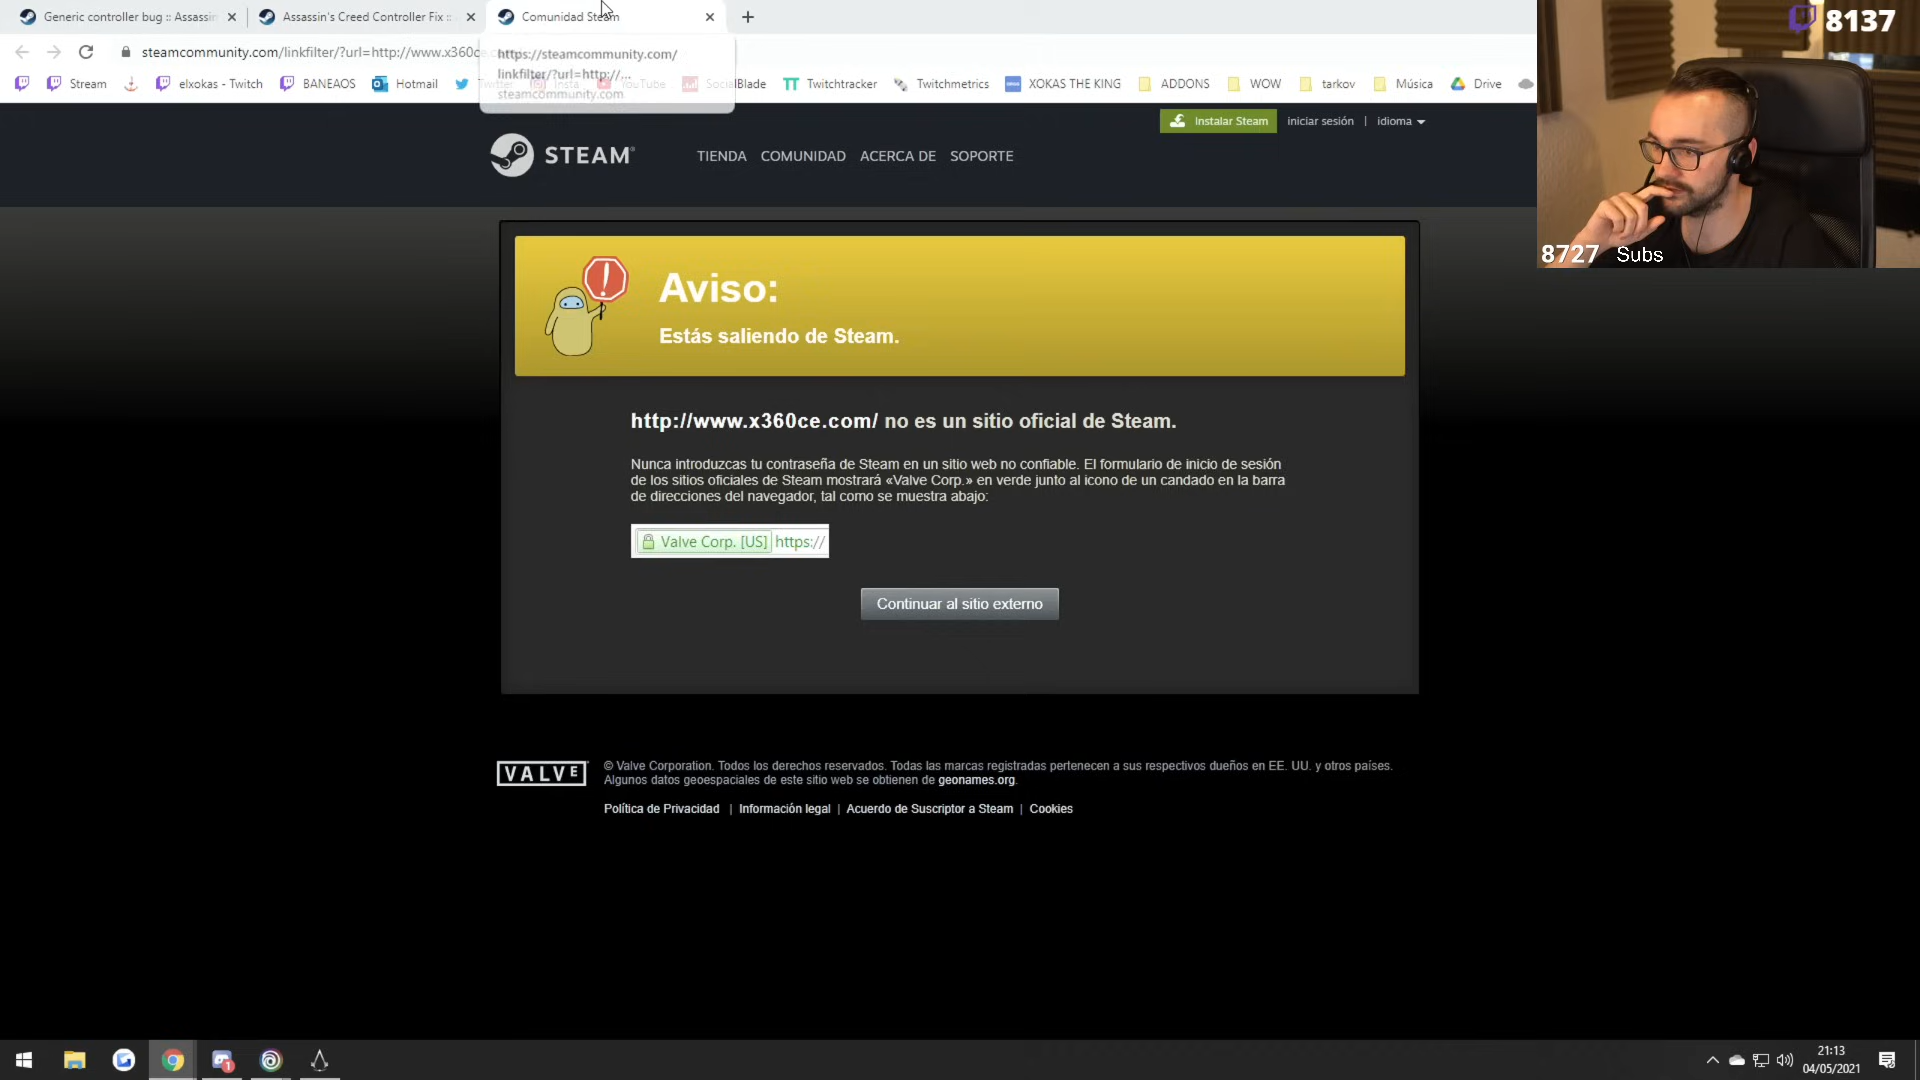 Generic controller bug :: Assassin
Assassin's Creed Controller Fix ::
Comunidad Steam
8137
steamcommunity.com/linkfilter/?url=http://www.x360ce.c
https://steamcommunity.com/
linkfilter/?url=http://...
steamcommunity.com
Stream
elxokas - Twitch
BANEAOS
Hotmail
Twitter
Insta
YouTube
SocialBlade
TT Twitchtracker
Twitchmetrics
XOKAS THE KING
ADDONS
WOW
tarkov
Música
Drive
Instalar Steam
iniciar sesión | idioma
STEAM®
TIENDA COMUNIDAD ACERCA DE SOPORTE
8727 Subs
!
Aviso:
Estás saliendo de Steam.
http://www.x360ce.com/ no es un sitio oficial de Steam.
Nunca introduzcas tu contraseña de Steam en un sitio web no confiable. El formulario de inicio de sesión
de los sitios oficiales de Steam mostrará «Valve Corp.» en verde junto al icono de un candado en la barra
de direcciones del navegador, tal como se muestra abajo:
Valve Corp. [US] https://
Continuar al sitio externo
VALVE
© Valve Corporation. Todos los derechos reservados. Todas las marcas registradas pertenecen a sus respectivos dueños en EE. UU. y otros países.
Algunos datos geoespaciales de este sitio web se obtienen de geonames.org.
Política de Privacidad | Información legal | Acuerdo de Suscriptor a Steam | Cookies
1
21:13
04/05/2021